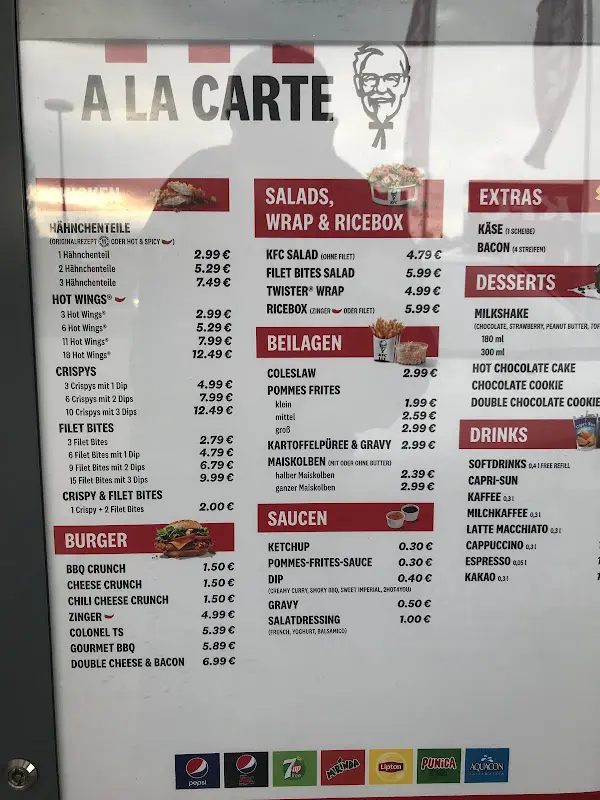 A LA CARTE
CHICKEN
HÄHNCHENTEILE
(ORIGINALREZEPT ODER HOT & SPICY)
1 Hähnchenteil 2.99 €
2 Hähnchenteile 5.29 €
3 Hähnchenteile 7.49 €
HOT WINGS®
3 Hot Wings® 2.99 €
6 Hot Wings® 5.29 €
11 Hot Wings® 7.99 €
18 Hot Wings® 12.49 €
CRISPYS
3 Crispys mit 1 Dip 4.99 €
6 Crispys mit 2 Dips 7.99 €
10 Crispys mit 3 Dips 12.49 €
FILET BITES
3 Filet Bites 2.79 €
6 Filet Bites mit 1 Dip 4.79 €
9 Filet Bites mit 2 Dips 6.79 €
15 Filet Bites mit 3 Dips 9.99 €
CRISPY & FILET BITES
1 Crispy + 2 Filet Bites 2.00 €
BURGER
BBQ CRUNCH 1.50 €
CHEESE CRUNCH 1.50 €
CHILI CHEESE CRUNCH 1.50 €
ZINGER 4.99 €
COLONEL TS 5.39 €
GOURMET BBQ 5.89 €
DOUBLE CHEESE & BACON 6.99 €
SALADS,
WRAP & RICEBOX
KFC SALAD (OHNE FILET) 4.79 €
FILET BITES SALAD 5.99 €
TWISTER® WRAP 4.99 €
RICEBOX (ZINGER ODER FILET) 5.99 €
BEILAGEN
COLESLAW 2.99 €
POMMES FRITES
klein 1.99 €
mittel 2.59 €
groß 2.99 €
KARTOFFELPÜREE & GRAVY 2.99 €
MAISKOLBEN (MIT ODER OHNE BUTTER)
halber Maiskolben 2.39 €
ganzer Maiskolben 2.99 €
SAUCEN
KETCHUP 0.30 €
POMMES-FRITES-SAUCE 0.30 €
DIP 0.40 €
(CREAMY CURRY, SMOKY BBQ, SWEET IMPERIAL, 2HOT4YOU)
GRAVY 0.50 €
SALATDRESSING 1.00 €
(FRENCH, YOGHURT, BALSAMICO)
EXTRAS
KÄSE (1 SCHEIBE)
BACON (4 STREIFEN)
DESSERTS
MILKSHAKE
(CHOCOLATE, STRAWBERRY, PEANUT BUTTER,
180 ml
300 ml
HOT CHOCOLATE CAKE
CHOCOLATE COOKIE
DOUBLE CHOCOLATE COOKIE
DRINKS
SOFTDRINKS 0,4 l FREE REFILL
CAPRI-SUN
KAFFEE 0,3 l
MILCHKAFFEE 0,3 l
LATTE MACCHIATO 0,3 l
CAPPUCCINO 0,3 l
ESPRESSO 0,05 l
KAKAO 0,3 l
pepsi 7up MIRINDA Lipton PUNICA AQUACON